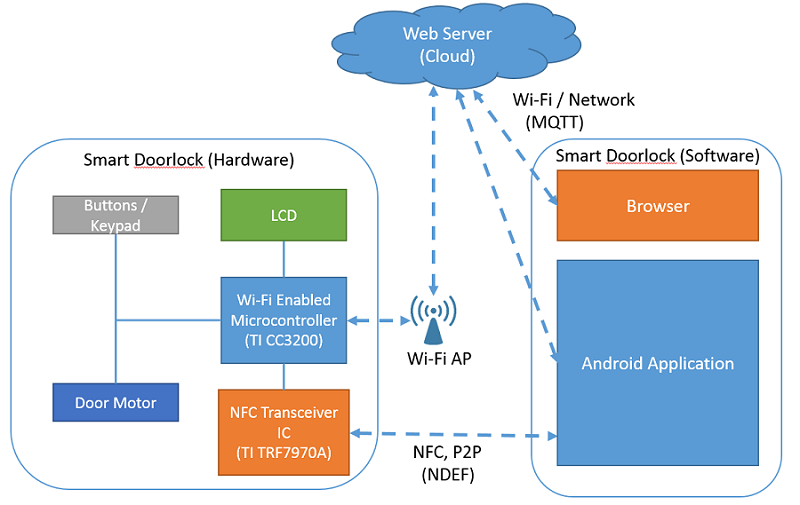 Web Server
(Cloud)
Wi-Fi / Network
(MQTT)
Smart Doorlock (Hardware)
Smart Doorlock (Software)
Buttons /
Keypad
LCD
Browser
Wi-Fi Enabled
Microcontroller
(TI CC3200)
Wi-Fi AP
Android Application
Door Motor
NFC Transceiver
IC
(TI TRF7970A)
NFC, P2P
(NDEF)